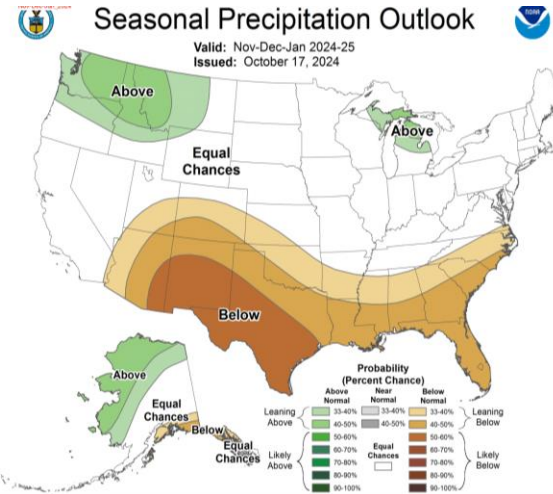 Seasonal Precipitation Outlook
Valid: Nov-Dec-Jan 2024-25
Issued: October 17, 2024
Above
Above
Equal
Chances
Below
Above
Equal
Chances
Below
Equal
Chances
Probability
(Percent Chance)
Above
Normal
Near
Normal
Below
Normal
Leaning
Above
33-40%
40-50%
Likely
Above
50-60%
60-70%
70-80%
80-90%
90-100%
33-40%
40-50%
Equal
Chances
33-40%
40-50%
Leaning
Below
50-60%
60-70%
70-80%
80-90%
90-100%
Likely
Below